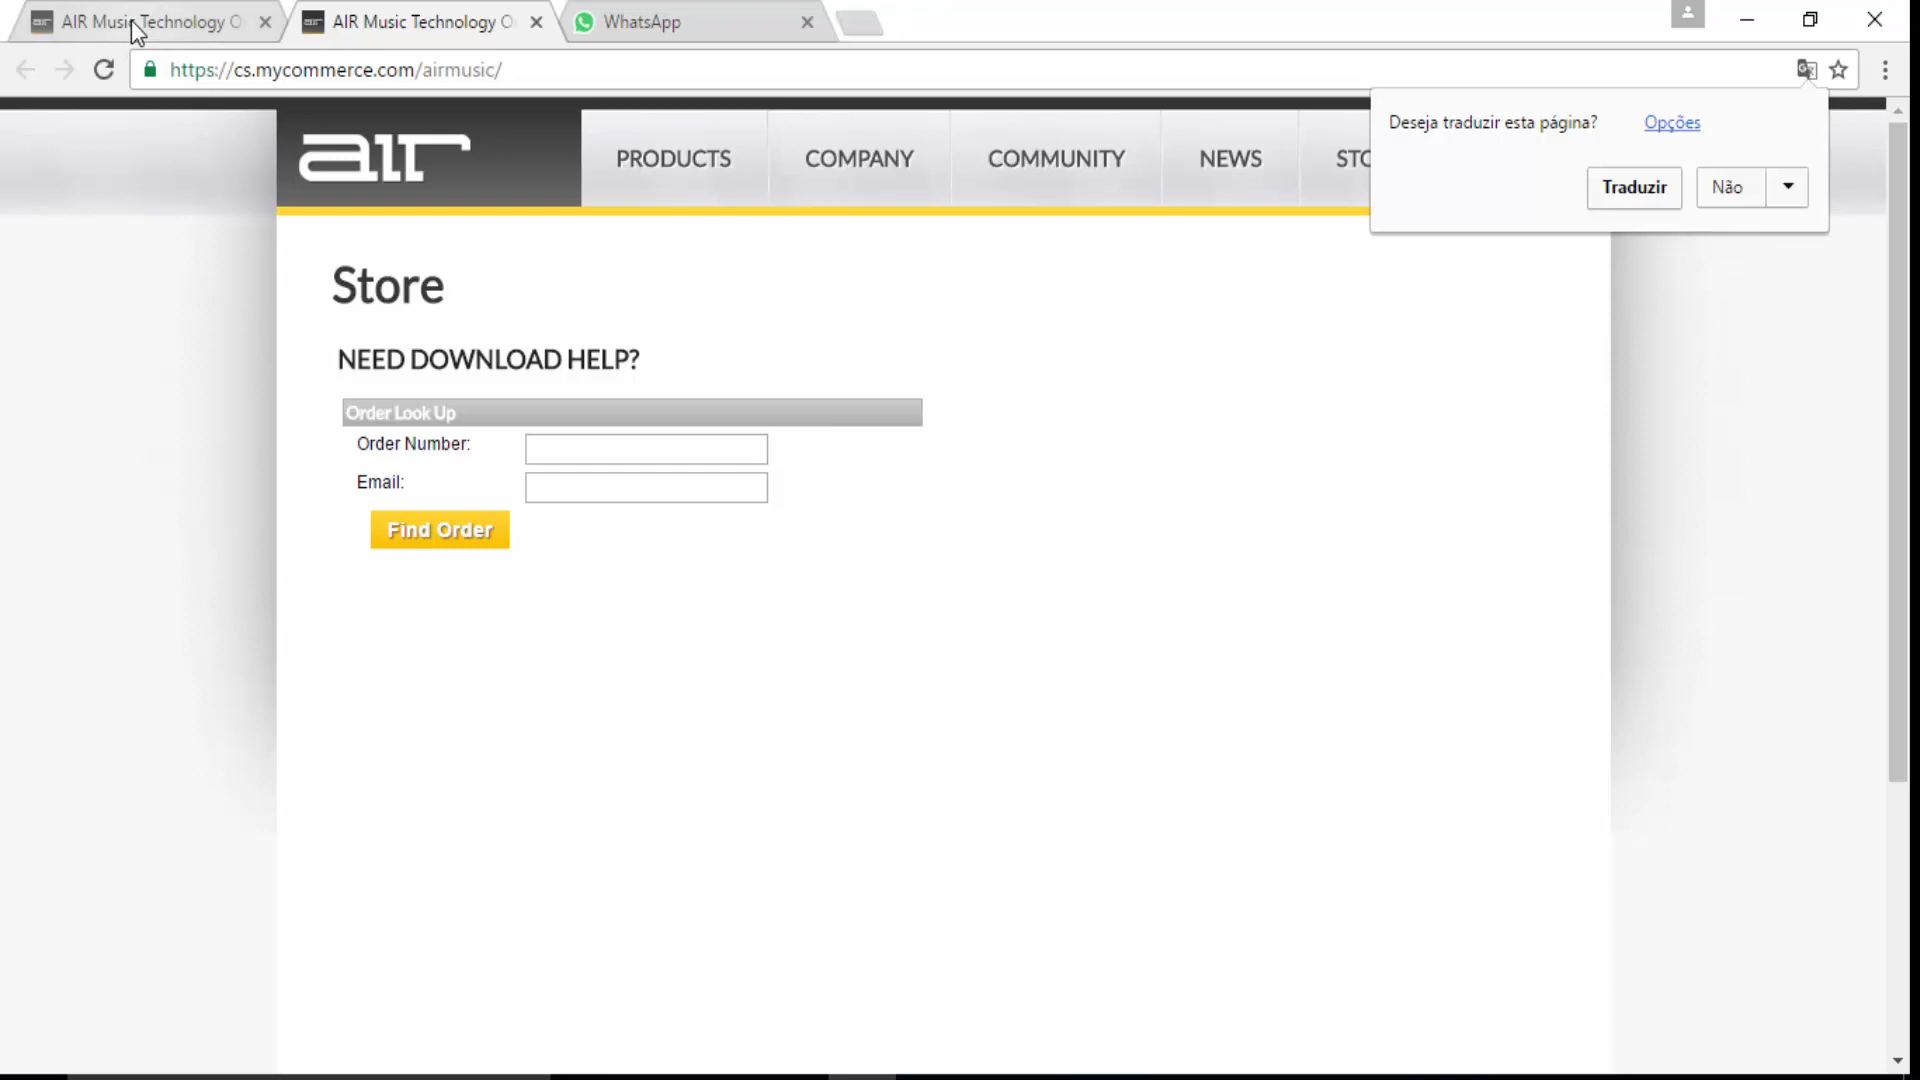 AIR Music Technology O
AIR Music Technology O
WhatsApp
https://cs.mycommerce.com/airmusic/
air
PRODUCTS
COMPANY
COMMUNITY
NEWS
STO
Deseja traduzir esta página?
Opções
Traduzir
Não
Store
NEED DOWNLOAD HELP?
Order Look Up
Order Number:
Email:
Find Order